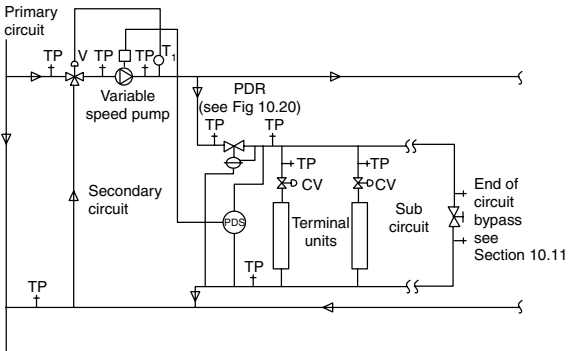 Primary
circuit
TP
V
TP
TP
T1
Variable
speed pump
PDR
(see Fig 10.20)
TP
TP
TP
TP
CV
CV
Secondary
circuit
PDS
Terminal
units
Sub
circuit
End of
circuit
bypass
see
Section 10.11
TP
TP